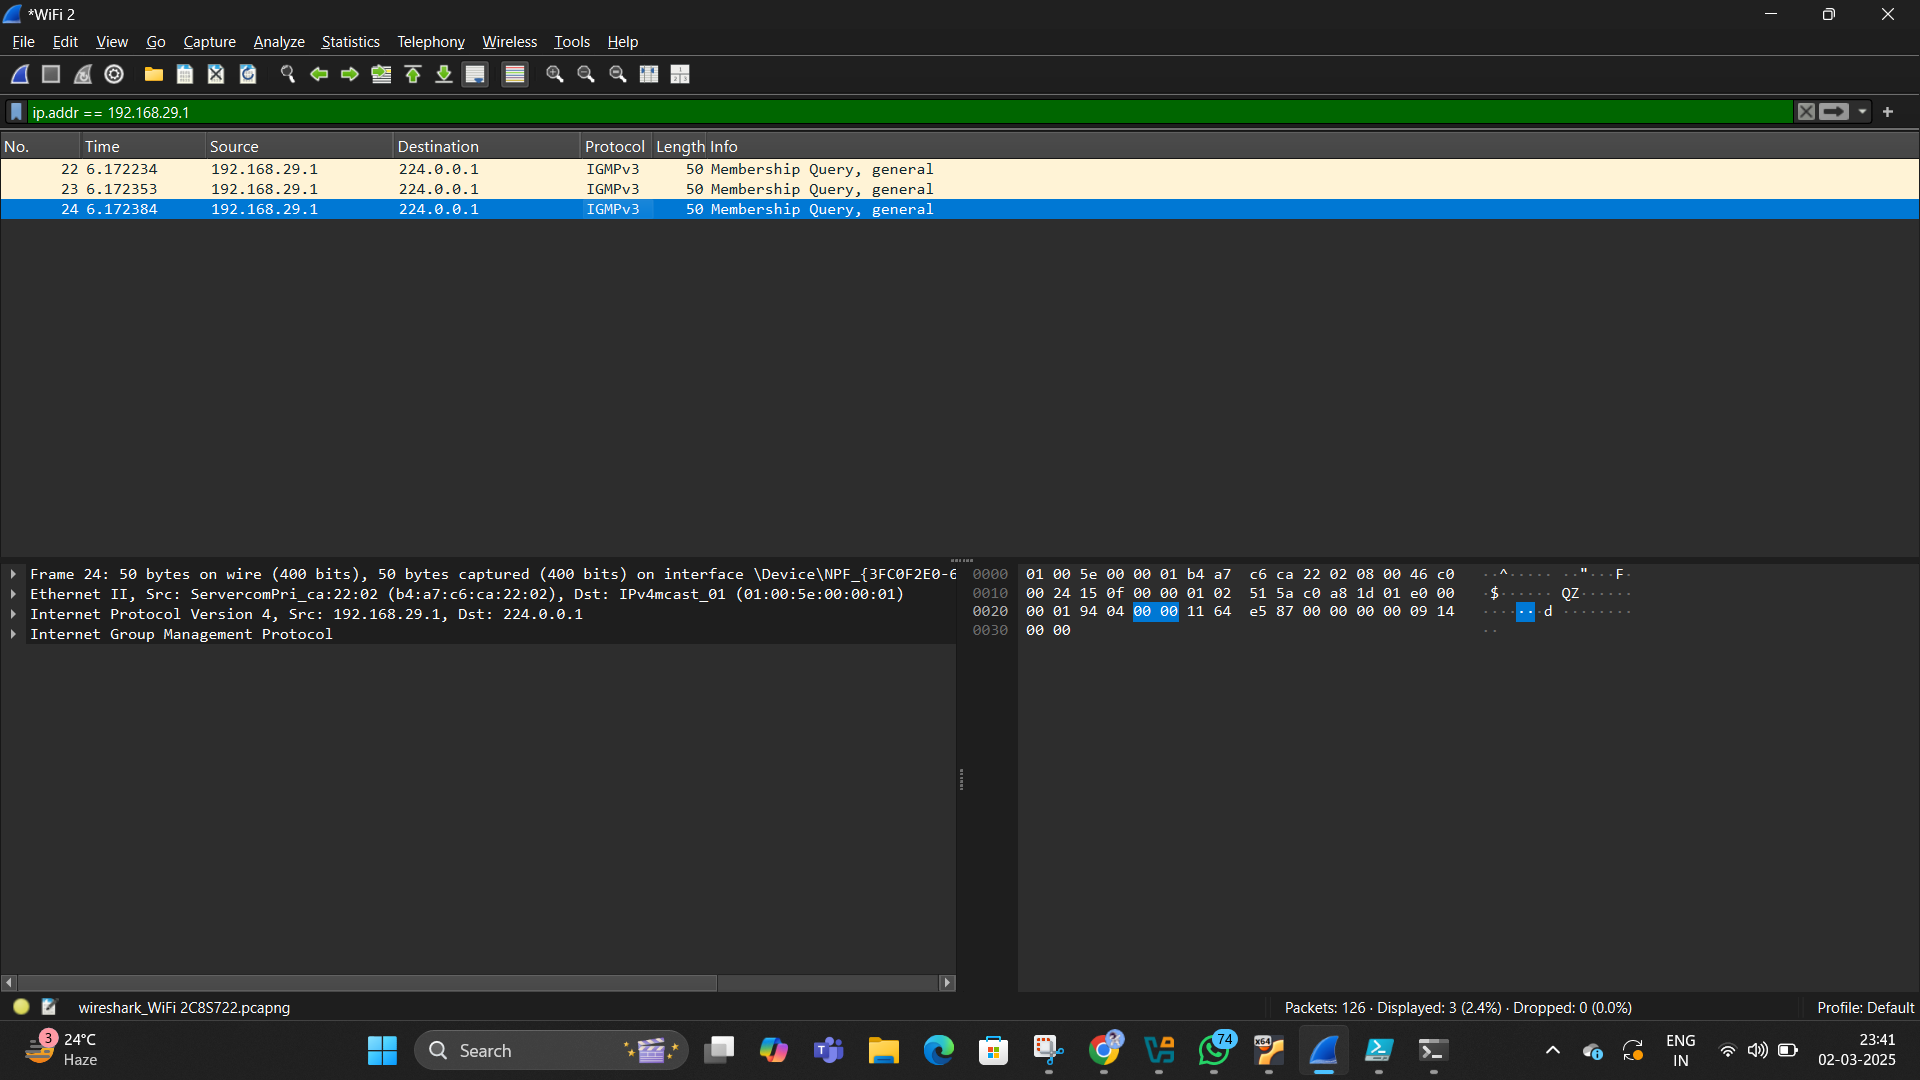 *WiFi 2
File Edit View Go Capture Analyze Statistics Telephony Wireless Tools Help
ip.addr == 192.168.29.1
No. Time Source Destination Protocol Length Info
22 6.172234 192.168.29.1 224.0.0.1 IGMPv3 50 Membership Query, general
23 6.172353 192.168.29.1 224.0.0.1 IGMPv3 50 Membership Query, general
24 6.172384 192.168.29.1 224.0.0.1 IGMPv3 50 Membership Query, general
Frame 24: 50 bytes on wire (400 bits), 50 bytes captured (400 bits) on interface \Device\NPF_{3FC0F2E0-6
Ethernet II, Src: ServercomPri_ca:22:02 (b4:a7:c6:ca:22:02), Dst: IPv4mcast_01 (01:00:5e:00:00:01)
Internet Protocol Version 4, Src: 192.168.29.1, Dst: 224.0.0.1
Internet Group Management Protocol
0000 01 00 5e 00 00 01 b4 a7 c6 ca 22 02 08 00 46 c0 ··^····· ··"···F·
0010 00 24 15 0f 00 00 01 02 51 5a c0 a8 1d 01 e0 00 ·$······ QZ······
0020 00 01 94 04 00 00 11 64 e5 87 00 00 00 00 09 14 ·······d ········
0030 00 00 ··
wireshark_WiFi 2C8S722.pcapng
Packets: 126 · Displayed: 3 (2.4%) · Dropped: 0 (0.0%)
Profile: Default
3
24°C
Haze
Search
74
x64
ENG
IN
23:41
02-03-2025